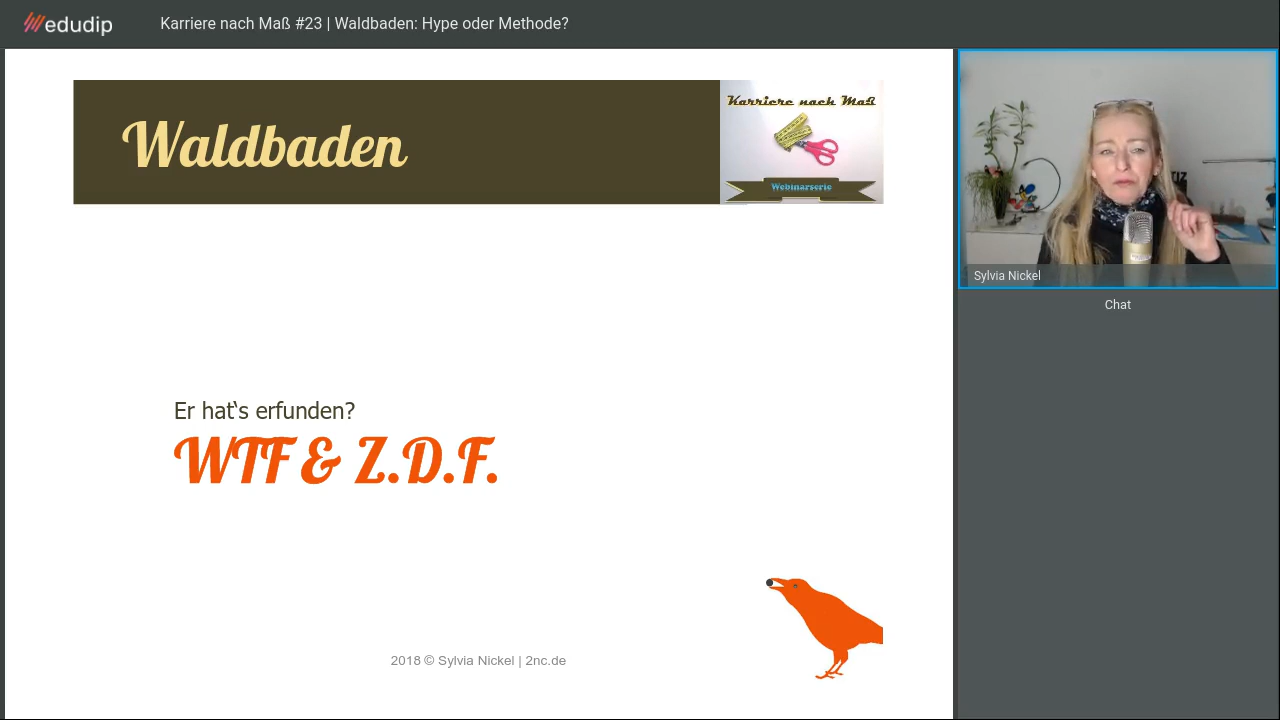 edudip
Karriere nach Maß #23 | Waldbaden: Hype oder Methode?
Waldbaden
Karriere nach Maß
Webinarserie
Sylvia Nickel
Chat
Er hat‘s erfunden?
WTF & Z.D.F.
2018 © Sylvia Nickel | 2nc.de